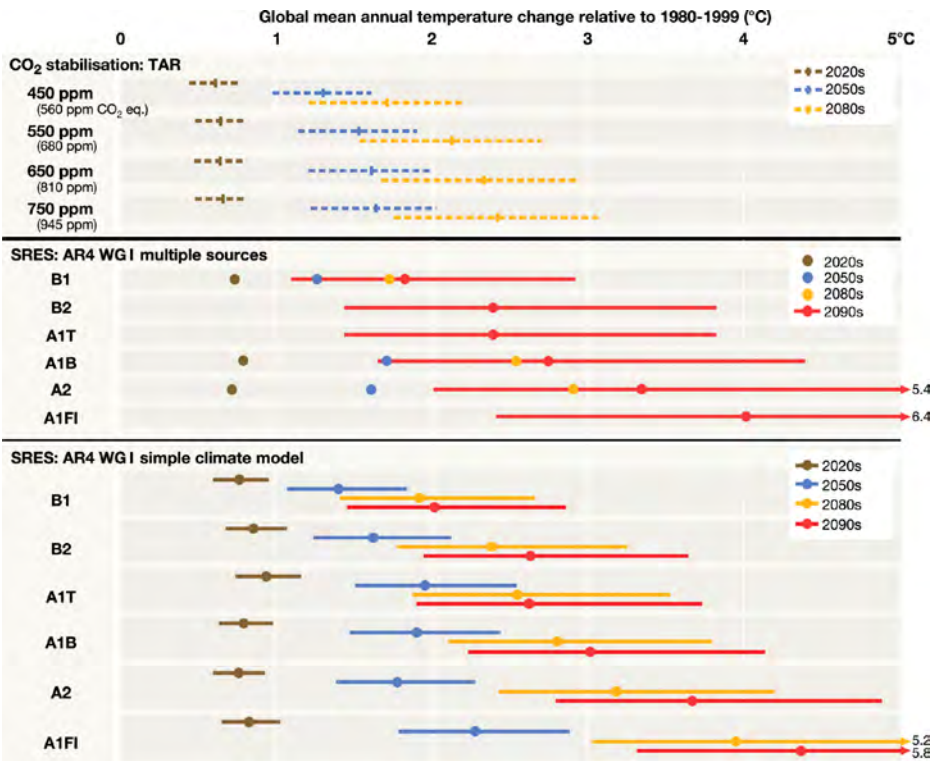 Global mean annual temperature change relative to 1980-1999 (°C)
0 1 2 3 4 5°C
CO2 stabilisation: TAR
450 ppm
(560 ppm CO2 eq.)
550 ppm
(680 ppm)
650 ppm
(810 ppm)
750 ppm
(945 ppm)
2020s
2050s
2080s
SRES: AR4 WG I multiple sources
B1
B2
A1T
A1B
A2
A1FI
2020s
2050s
2080s
2090s
5.4
6.4
SRES: AR4 WG I simple climate model
B1
B2
A1T
A1B
A2
A1FI
2020s
2050s
2080s
2090s
5.2
5.8